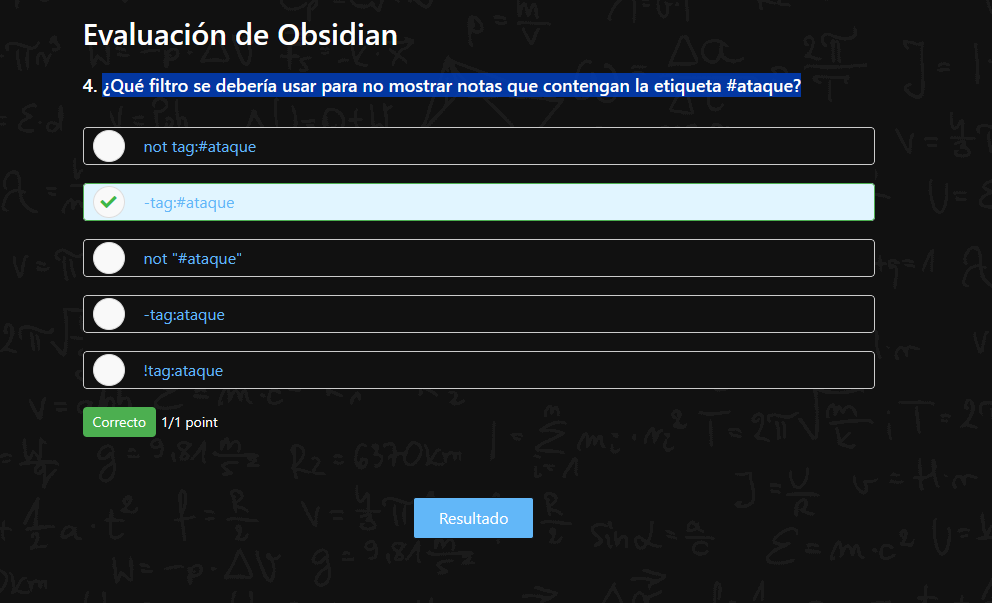 Evaluación de Obsidian
4. ¿Qué filtro se debería usar para no mostrar notas que contengan la etiqueta #ataque?
not tag:#ataque
-tag:#ataque
not "#ataque"
-tag:ataque
!tag:ataque
Correcto 1/1 point
Resultado